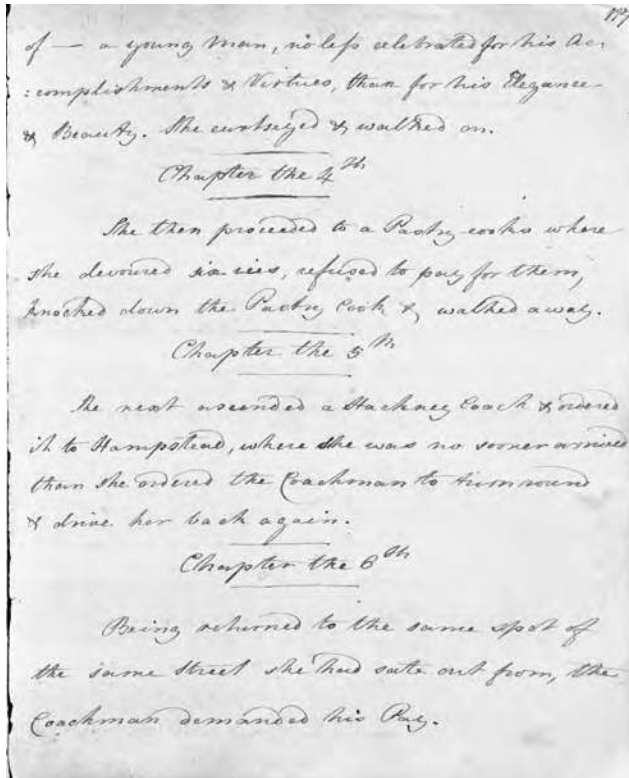 117
of — a young Man, no less celebrated for his Ac
:complishments & Virtues, than for his Elegance
& Beauty. She curtseyed & walked on.
Chapter the 4th
She then proceeded to a Pastry-cooks where
she devoured six ices, refused to pay for them,
knocked down the Pastry Cook & walked away.
Chapter the 5th
She next ascended a Hackney Coach & ordered
it to Hampstead, where she was no sooner arrived
than she ordered the Coachman to turn round
& drive her back again.
Chapter the 6th
Being returned to the same spot of
the same Street she had sate out from, the
Coachman demanded his Pay.